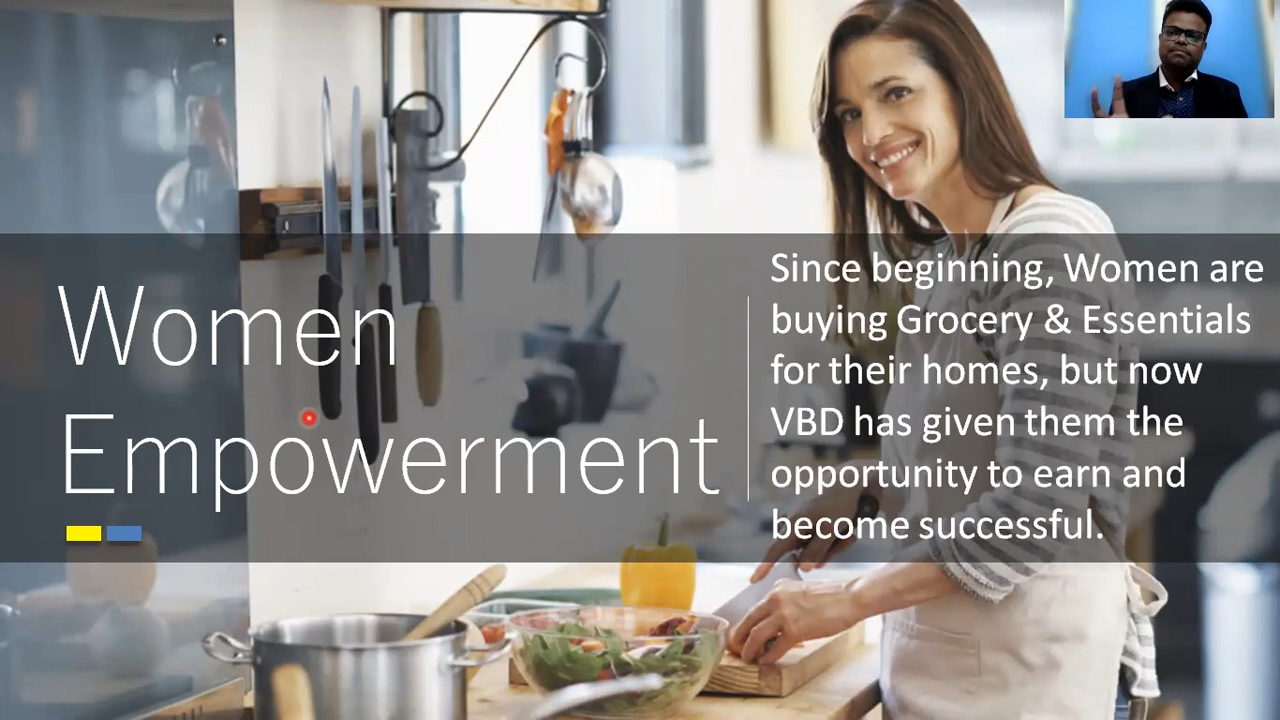 Women
Empowerment
Since beginning, Women are
buying Grocery & Essentials
for their homes, but now
VBD has given them the
opportunity to earn and
become successful.